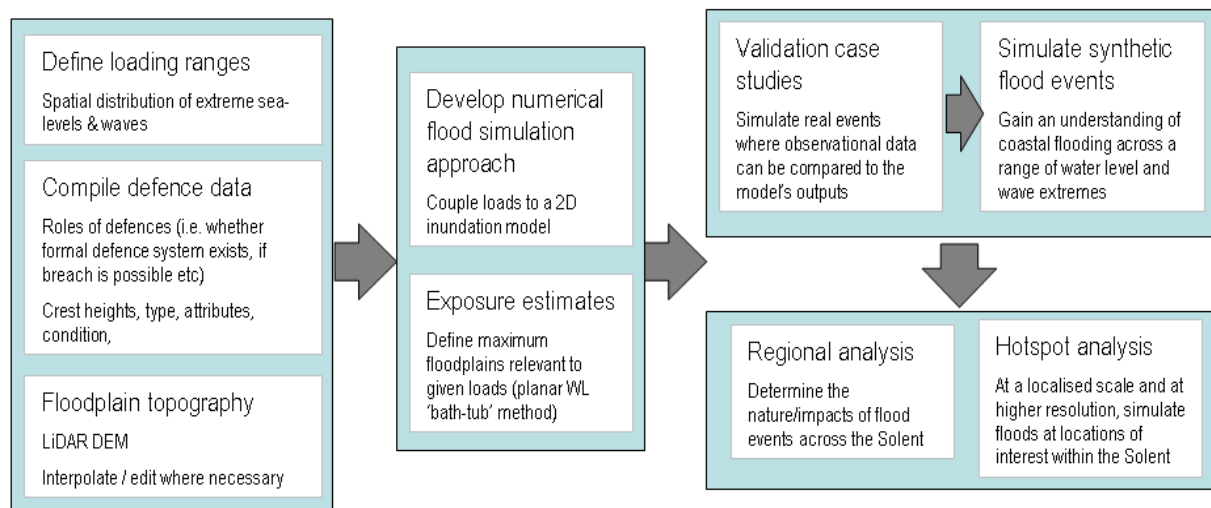 Define loading ranges
Spatial distribution of extreme sea-
levels & waves
Compile defence data
Roles of defences (i.e. whether
formal defence system exists, if
breach is possible etc)
Crest heights, type, attributes,
condition,
Floodplain topography
LiDAR DEM
Interpolate / edit where necessary
Develop numerical
flood simulation
approach
Couple loads to a 2D
inundation model
Exposure estimates
Define maximum
floodplains relevant to
given loads (planar WL
‘bath-tub’ method)
Validation case
studies
Simulate real events
where observational data
can be compared to the
model’s outputs
Simulate synthetic
flood events
Gain an understanding of
coastal flooding across a
range of water level and
wave extremes
Regional analysis
Determine the
nature/impacts of flood
events across the Solent
Hotspot analysis
At a localised scale and at
higher resolution, simulate
floods at locations of
interest within the Solent